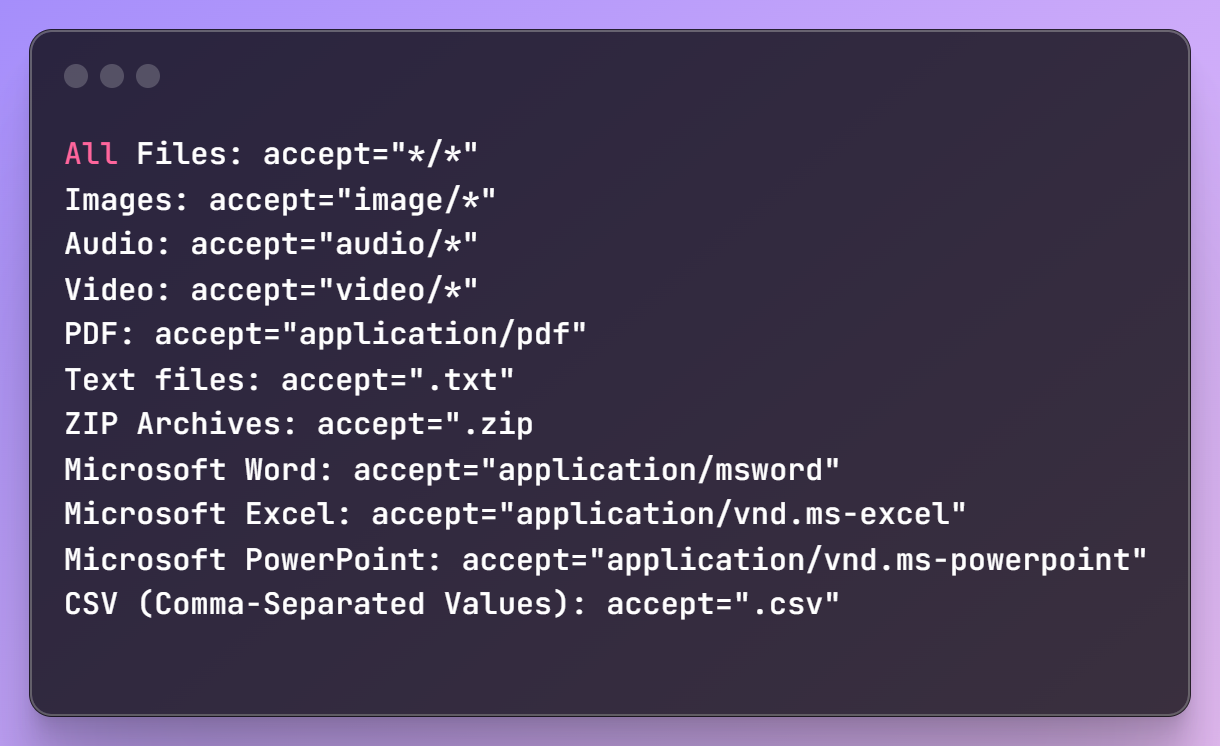 All Files: accept="*/*"
Images: accept="image/*"
Audio: accept="audio/*"
Video: accept="video/*"
PDF: accept="application/pdf"
Text files: accept=".txt"
ZIP Archives: accept=".zip
Microsoft Word: accept="application/msword"
Microsoft Excel: accept="application/vnd.ms-excel"
Microsoft PowerPoint: accept="application/vnd.ms-powerpoint"
CSV (Comma-Separated Values): accept=".csv"